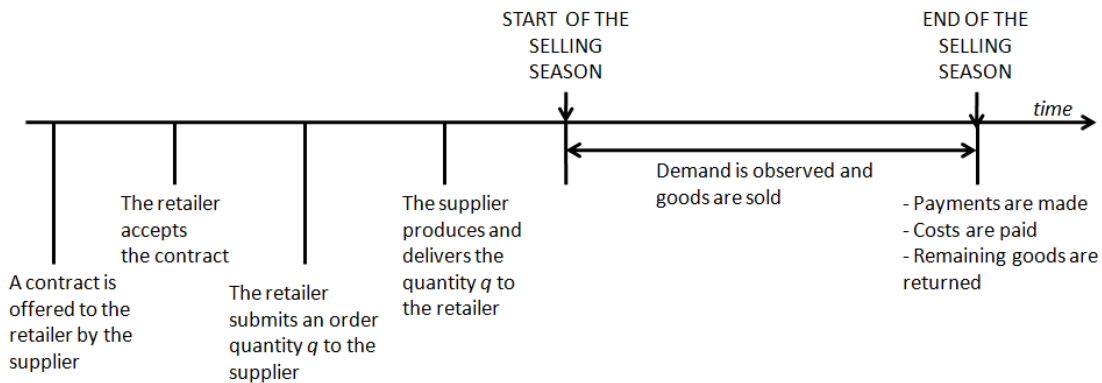 START OF THE
SELLING
SEASON
END OF THE
SELLING
SEASON
time
Demand is observed and
goods are sold
The retailer
accepts
the contract
The supplier
produces and
delivers the
quantity q to
the retailer
- Payments are made
- Costs are paid
- Remaining goods are
returned
A contract is
offered to the
retailer by the
supplier
The retailer
submits an order
quantity q to the
supplier